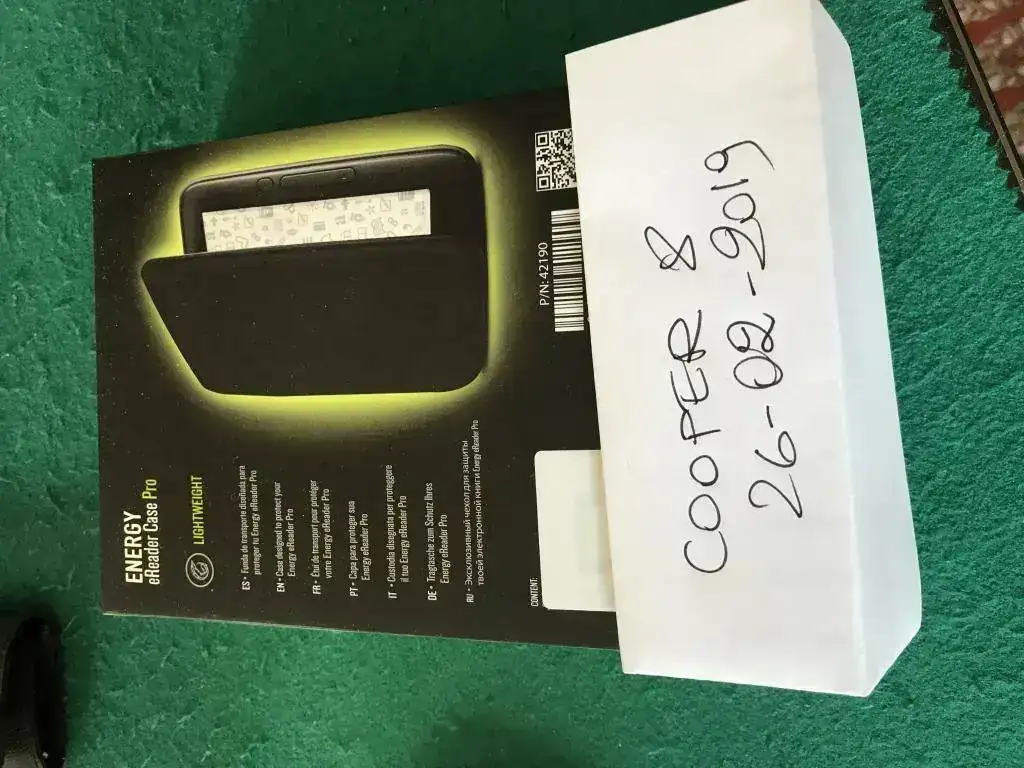 ENERGY
eReader Case Pro
LIGHTWEIGHT
ES • Funda de transporte diseñada para
proteger tu Energy eReader Pro
EN • Case designed to protect your
Energy eReader Pro
FR • Étui de transport pour protéger
votre Energy eReader Pro
PT • Capa para proteger sua
Energy eReader Pro
IT • Custodia disegnata per proteggere
il tuo Energy eReader Pro
DE • Tragtasche zum Schutz Ihres
Energy eReader Pro
RU • Эксклюзивный чехол для защиты
твоей электронной книги Energy eReader Pro
CONTENT:
P/N: 42190
COOPER 8
26-02-2019